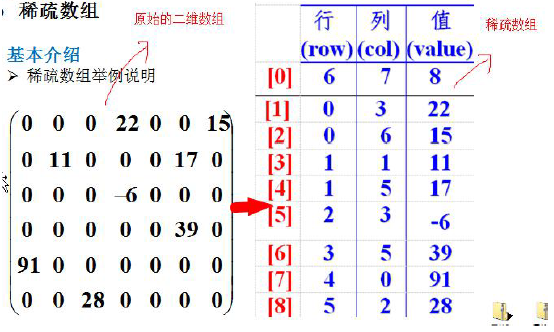 稀疏数组
原始的二维数组
基本介绍
➢ 稀疏数组举例说明
0 0 0 22 0 0 15
0 11 0 0 0 17 0
0 0 0 –6 0 0 0
0 0 0 0 0 39 0
91 0 0 0 0 0 0
0 0 28 0 0 0 0
行 列 值
(row) (col) (value)
稀疏数组
[0] 6 7 8
[1] 0 3 22
[2] 0 6 15
[3] 1 1 11
[4] 1 5 17
[5] 2 3 -6
[6] 3 5 39
[7] 4 0 91
[8] 5 2 28